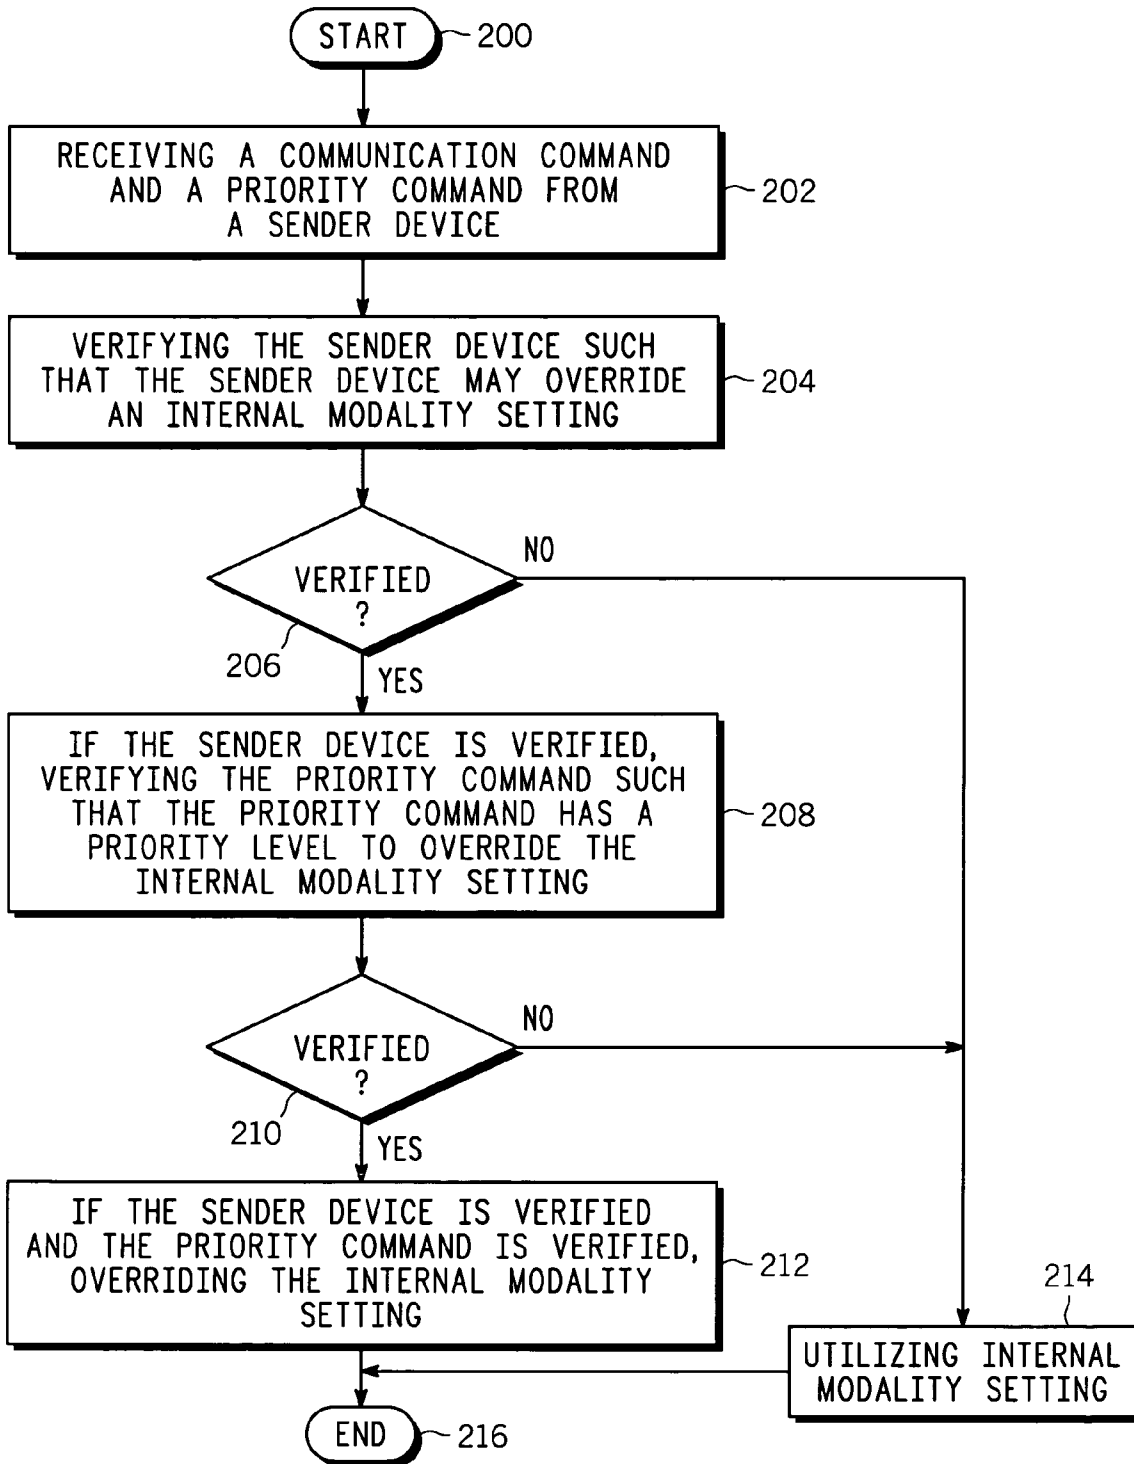 START
200
RECEIVING A COMMUNICATION COMMAND
AND A PRIORITY COMMAND FROM
A SENDER DEVICE
202
VERIFYING THE SENDER DEVICE SUCH
THAT THE SENDER DEVICE MAY OVERRIDE
AN INTERNAL MODALITY SETTING
204
NO
VERIFIED
?
206
YES
IF THE SENDER DEVICE IS VERIFIED,
VERIFYING THE PRIORITY COMMAND SUCH
THAT THE PRIORITY COMMAND HAS A
PRIORITY LEVEL TO OVERRIDE THE
INTERNAL MODALITY SETTING
208
NO
VERIFIED
?
210
YES
IF THE SENDER DEVICE IS VERIFIED
AND THE PRIORITY COMMAND IS VERIFIED,
OVERRIDING THE INTERNAL MODALITY
SETTING
212
214
UTILIZING INTERNAL
MODALITY SETTING
END
216